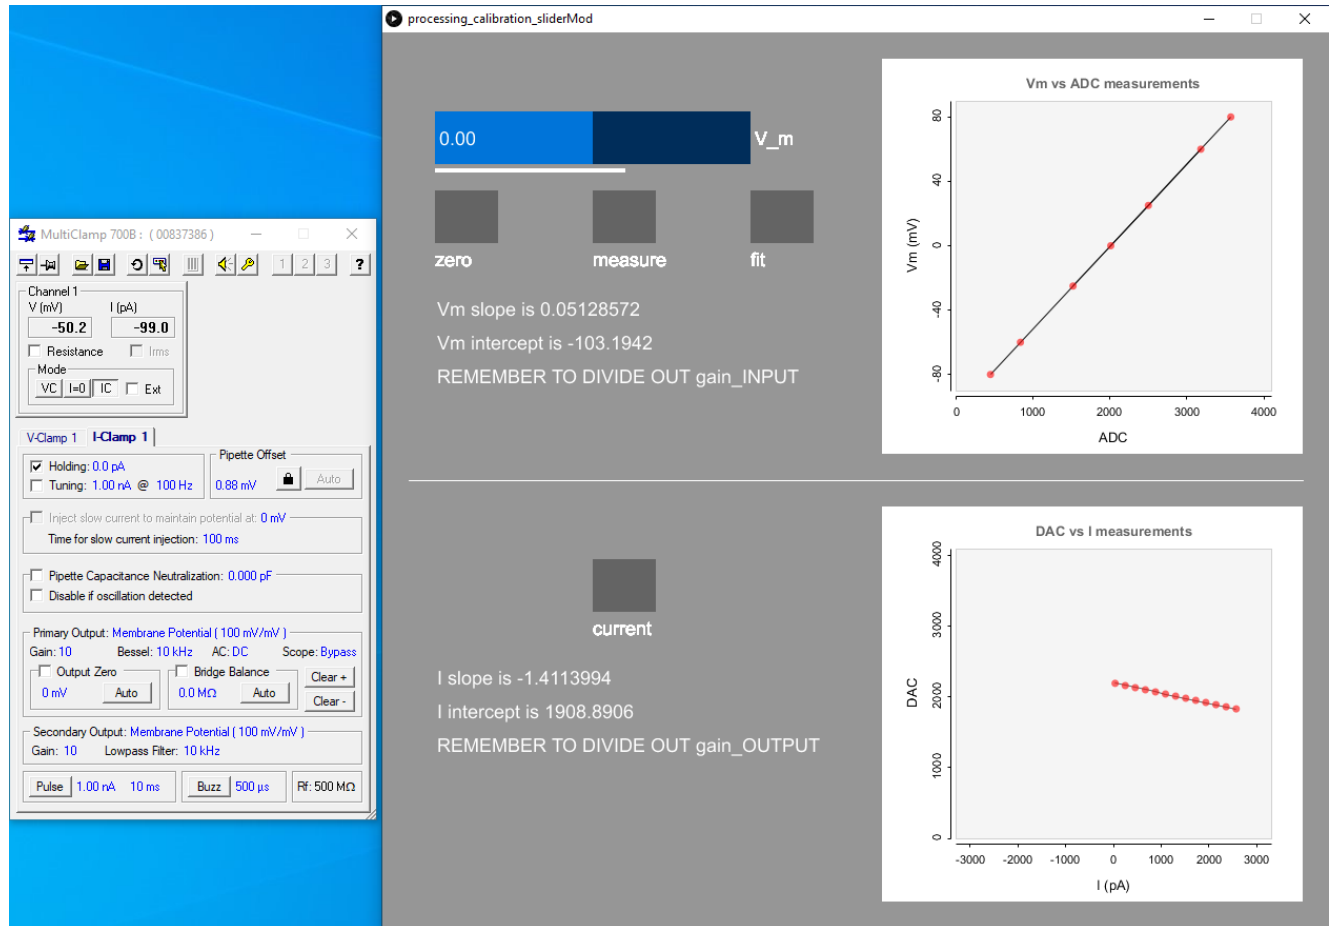 processing_calibration_sliderMod
0.00
V_m
zero
measure
fit
Vm slope is 0.05128572
Vm intercept is -103.1942
REMEMBER TO DIVIDE OUT gain_INPUT
Vm vs ADC measurements
80
40
0
-40
-80
Vm (mV)
0 1000 2000 3000 4000
ADC
current
I slope is -1.4113994
I intercept is 1908.8906
REMEMBER TO DIVIDE OUT gain_OUTPUT
DAC vs I measurements
4000
3000
2000
1000
0
DAC
-3000 -2000 -1000 0 1000 2000 3000
I (pA)
MultiClamp 700B : ( 00837386 )
1 2 3 ?
Channel 1
V (mV) I (pA)
-50.2 -99.0
Resistance Irms
Mode
VC I=0 IC Ext
V-Clamp 1 I-Clamp 1
Holding: 0.0 pA
Tuning: 1.00 nA @ 100 Hz
Pipette Offset
0.88 mV Auto
Inject slow current to maintain potential at: 0 mV
Time for slow current injection: 100 ms
Pipette Capacitance Neutralization: 0.000 pF
Disable if oscillation detected
Primary Output: Membrane Potential ( 100 mV/mV )
Gain: 10 Bessel: 10 kHz AC: DC Scope: Bypass
Output Zero
0 mV Auto
Bridge Balance
0.0 MΩ Auto
Clear +
Clear -
Secondary Output: Membrane Potential ( 100 mV/mV )
Gain: 10 Lowpass Filter: 10 kHz
Pulse 1.00 nA 10 ms
Buzz 500 µs
Rf: 500 MΩ